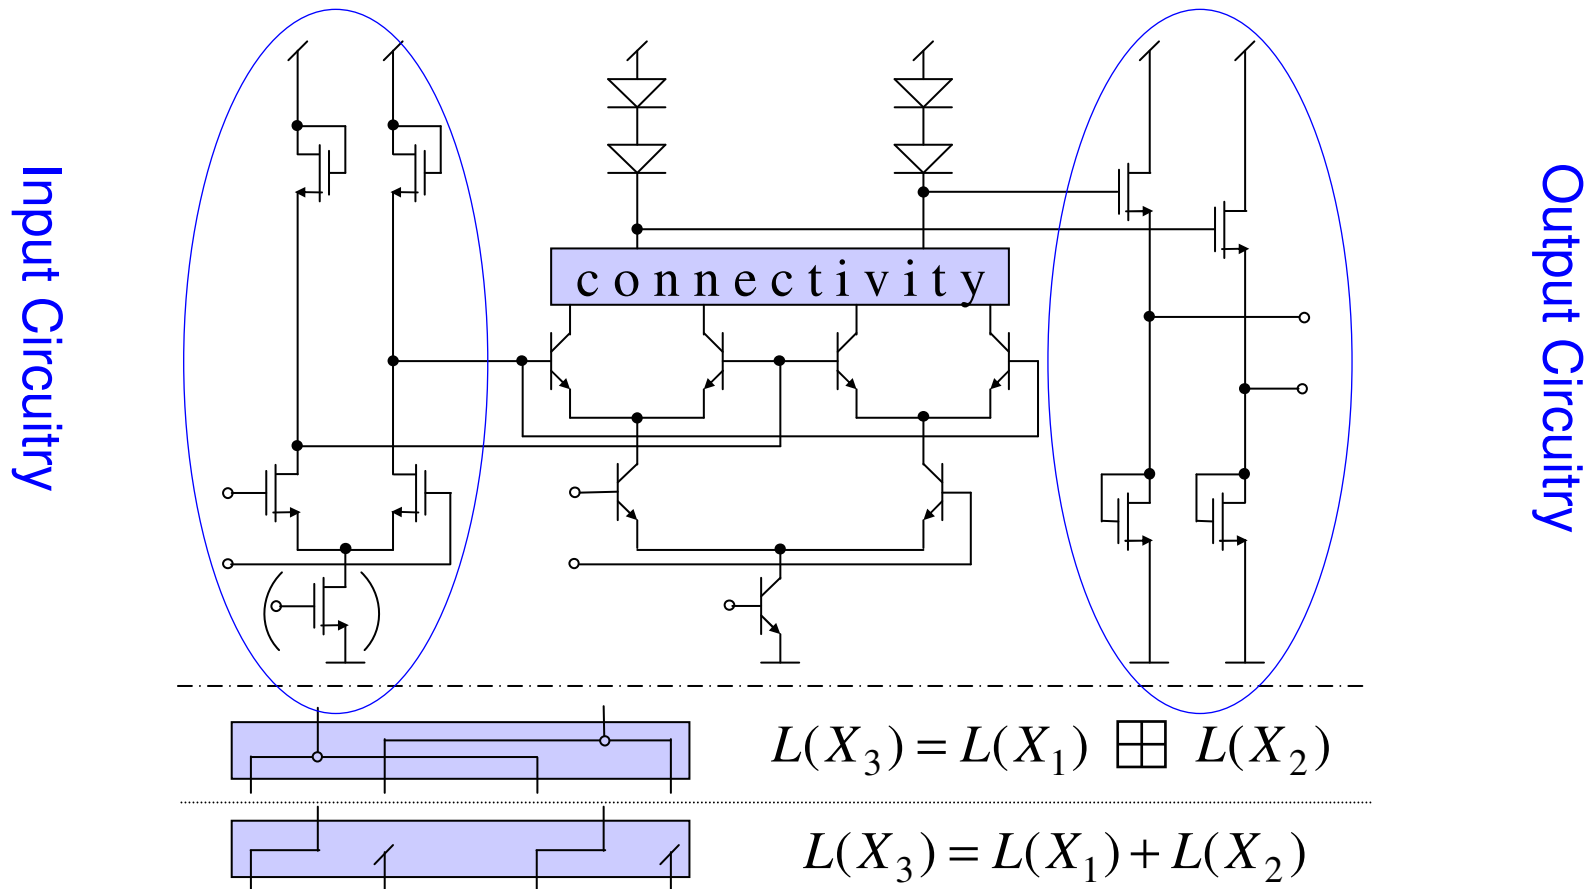 Input Circuitry
connectivity
Output Circuitry
L(X₃) = L(X₁) ⊞ L(X₂)
L(X₃) = L(X₁) + L(X₂)